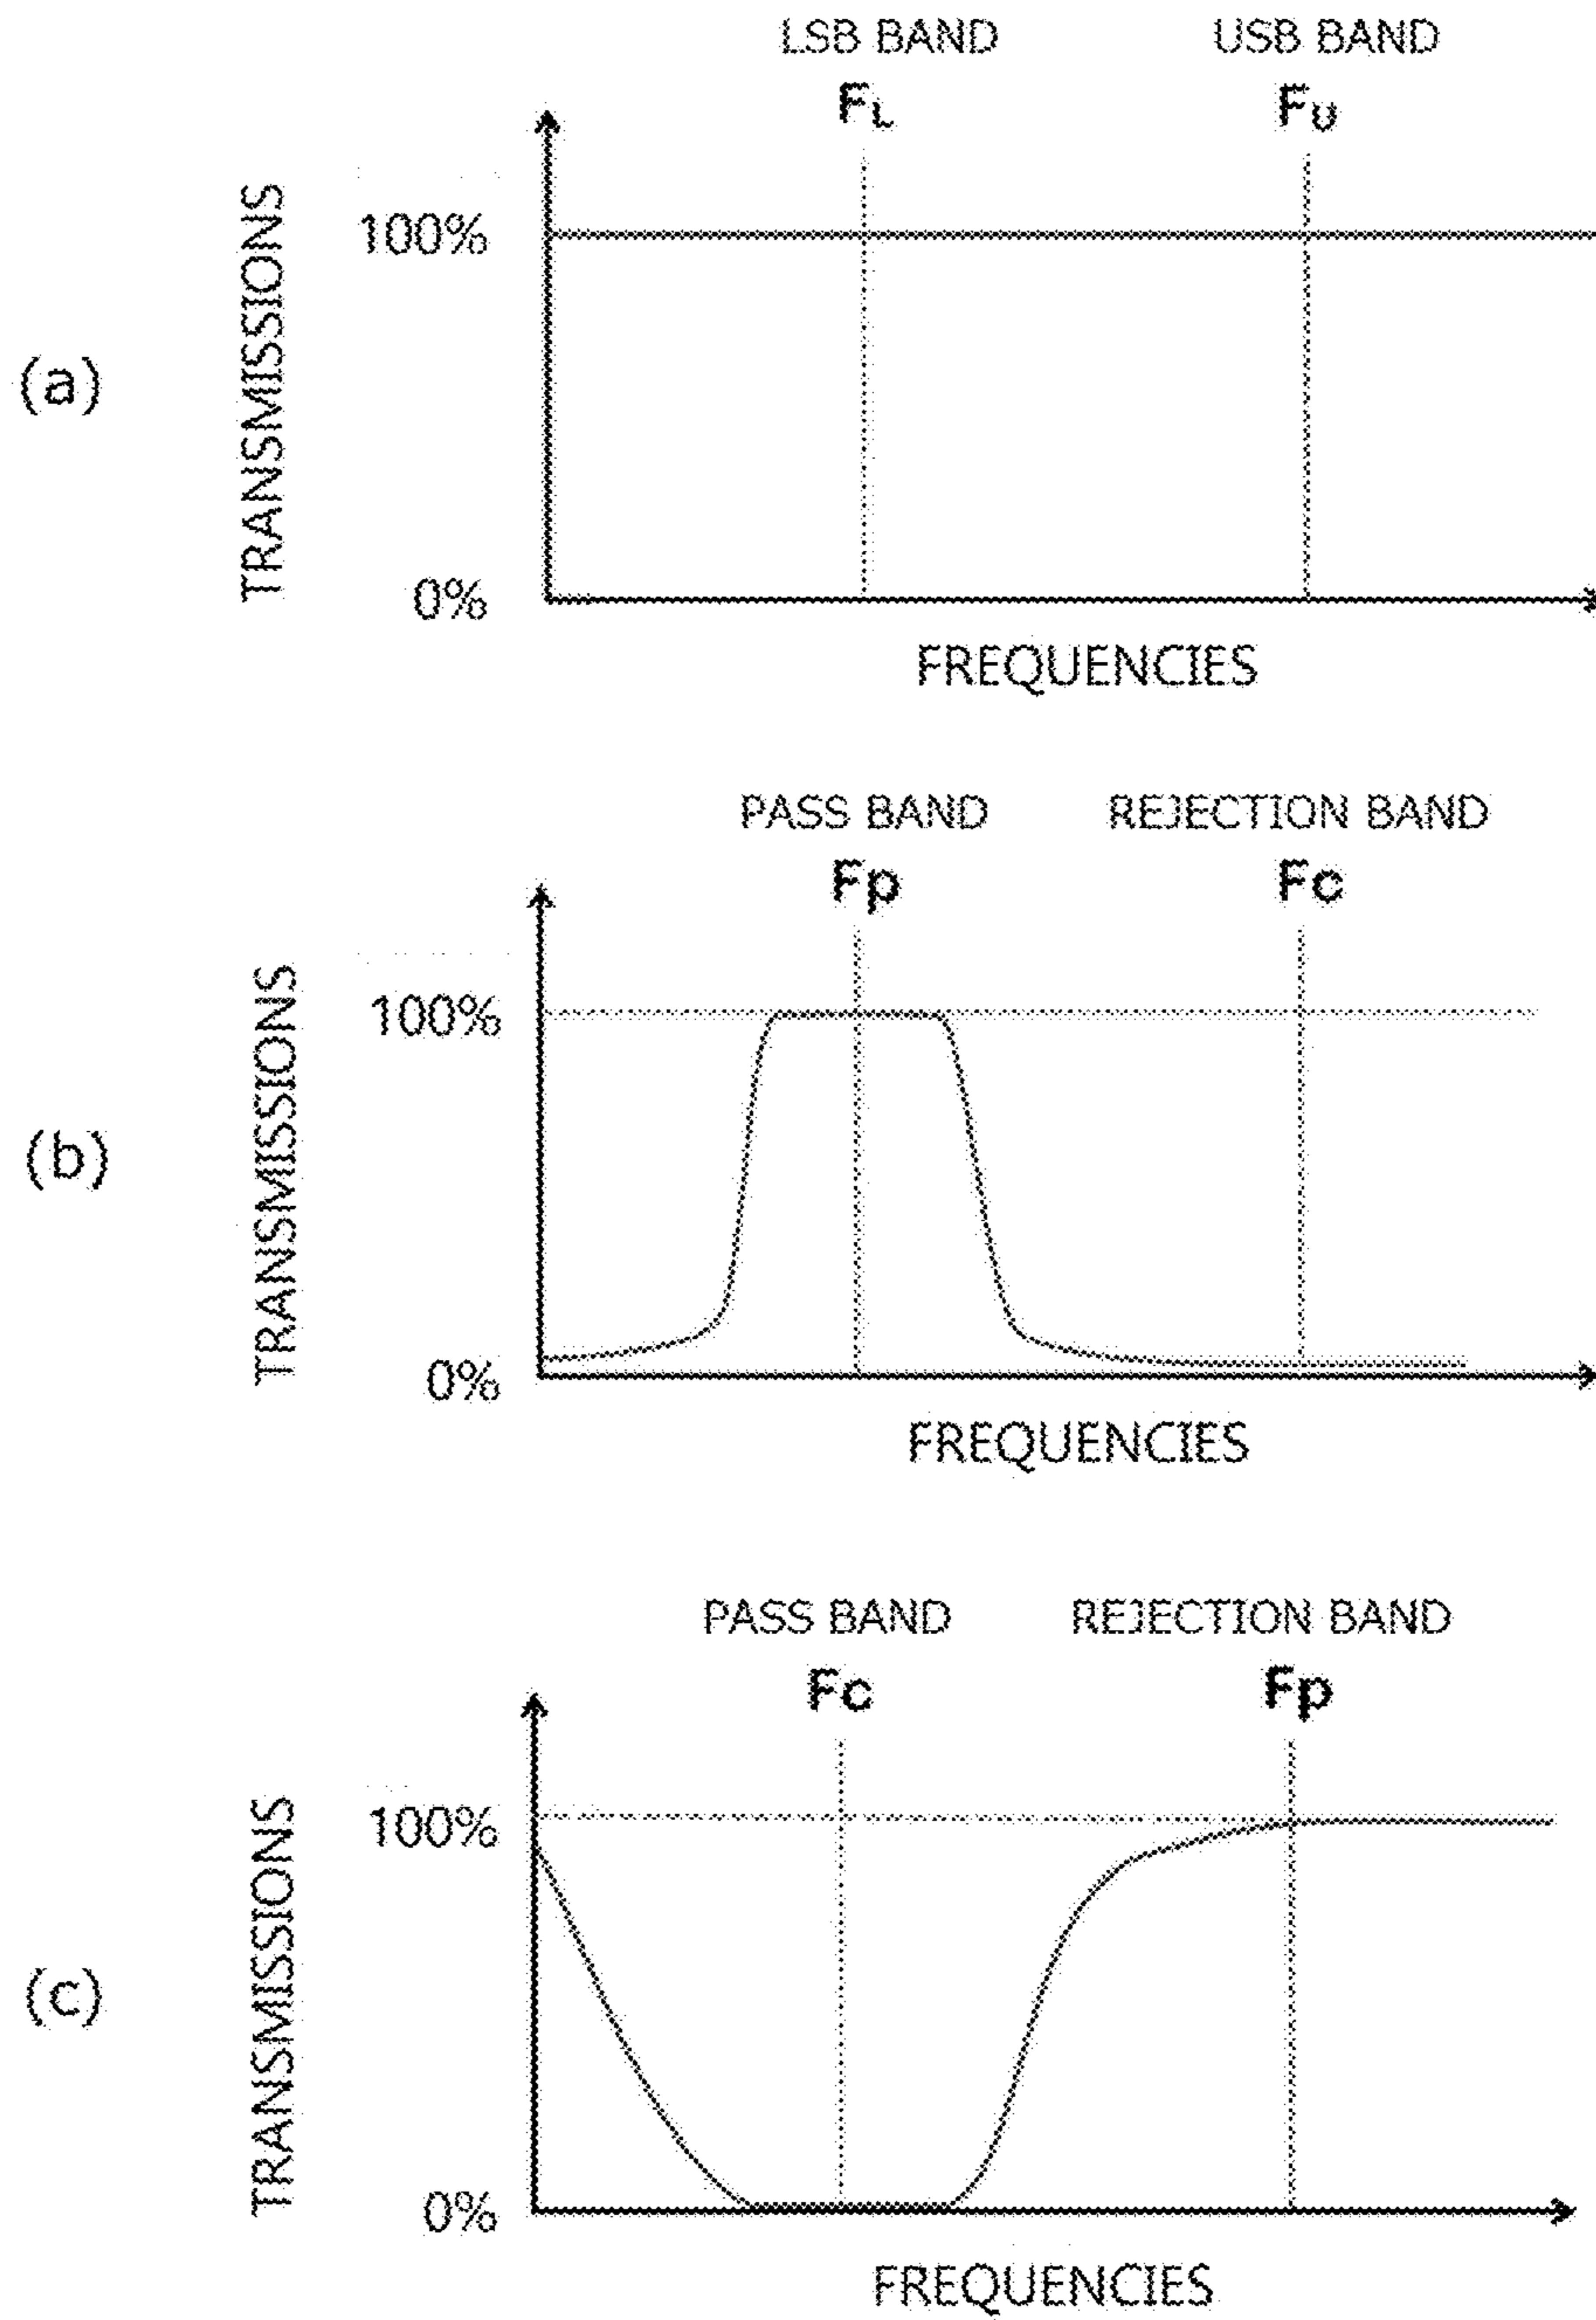 LSB BAND USB BAND
FL FU
TRANSMISSIONS
100%
(a)
0%
FREQUENCIES
PASS BAND REJECTION BAND
Fp Fc
TRANSMISSIONS
100%
(b)
0%
FREQUENCIES
PASS BAND REJECTION BAND
Fc Fp
TRANSMISSIONS
100%
(c)
0%
FREQUENCIES